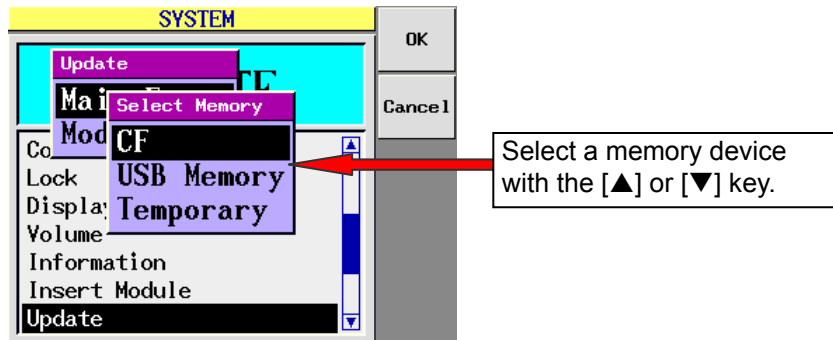 SYSTEM
OK
Cancel
Update
Select Memory
CF
USB Memory
Temporary
Lock
Volume
Information
Insert Module
Update
Select a memory device
with the [▲] or [▼] key.